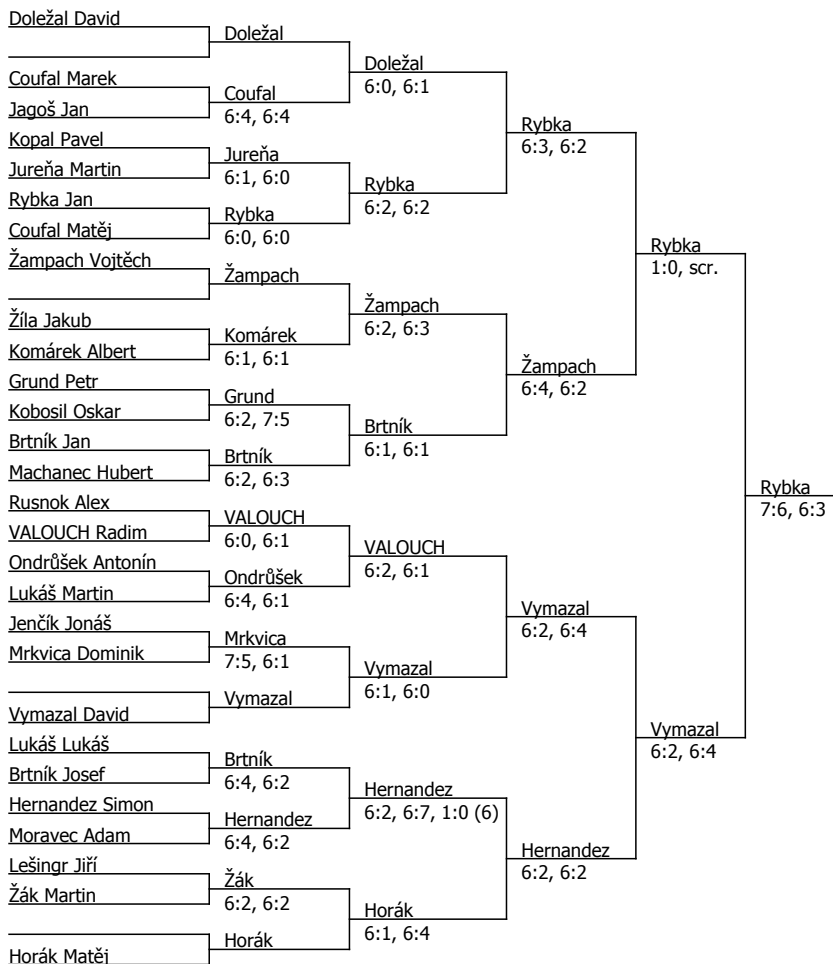 Doležal David
Coufal Marek
Jagoš Jan
Kopal Pavel
Jureňa Martin
Rybka Jan
Coufal Matěj
Žampach Vojtěch
Žíla Jakub
Komárek Albert
Grund Petr
Kobosil Oskar
Brtník Jan
Machanec Hubert
Rusnok Alex
VALOUCH Radim
Ondrůšek Antonín
Lukáš Martin
Jenčík Jonáš
Mrkvica Dominik
Vymazal David
Lukáš Lukáš
Brtník Josef
Hernandez Simon
Moravec Adam
Lešingr Jiří
Žák Martin
Horák Matěj
Doležal
Coufal
6:4, 6:4
Jureňa
6:1, 6:0
Rybka
6:0, 6:0
Žampach
Komárek
6:1, 6:1
Grund
6:2, 7:5
Brtník
6:2, 6:3
VALOUCH
6:0, 6:1
Ondrůšek
6:4, 6:1
Mrkvica
7:5, 6:1
Vymazal
Brtník
6:4, 6:2
Hernandez
6:4, 6:2
Žák
6:2, 6:2
Horák
Doležal
6:0, 6:1
Rybka
6:2, 6:2
Žampach
6:2, 6:3
Brtník
6:1, 6:1
VALOUCH
6:2, 6:1
Vymazal
6:1, 6:0
Hernandez
6:2, 6:7, 1:0 (6)
Horák
6:1, 6:4
Rybka
6:3, 6:2
Žampach
6:4, 6:2
Vymazal
6:2, 6:4
Hernandez
6:2, 6:2
Rybka
1:0, scr.
Vymazal
6:2, 6:4
Rybka
7:6, 6:3